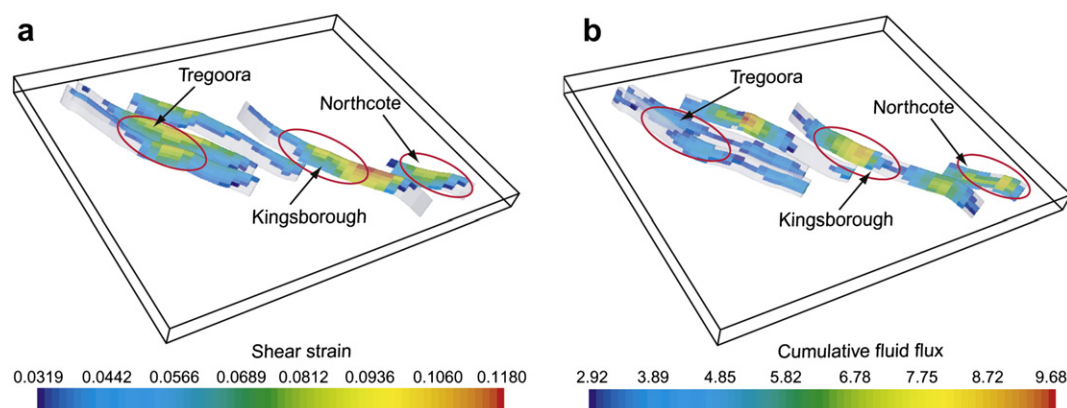 a
Tregoora
Northcote
Kingsborough
Shear strain
0.0319 0.0442 0.0566 0.0689 0.0812 0.0936 0.1060 0.1180
b
Tregoora
Northcote
Kingsborough
Cumulative fluid flux
2.92 3.89 4.85 5.82 6.78 7.75 8.72 9.68